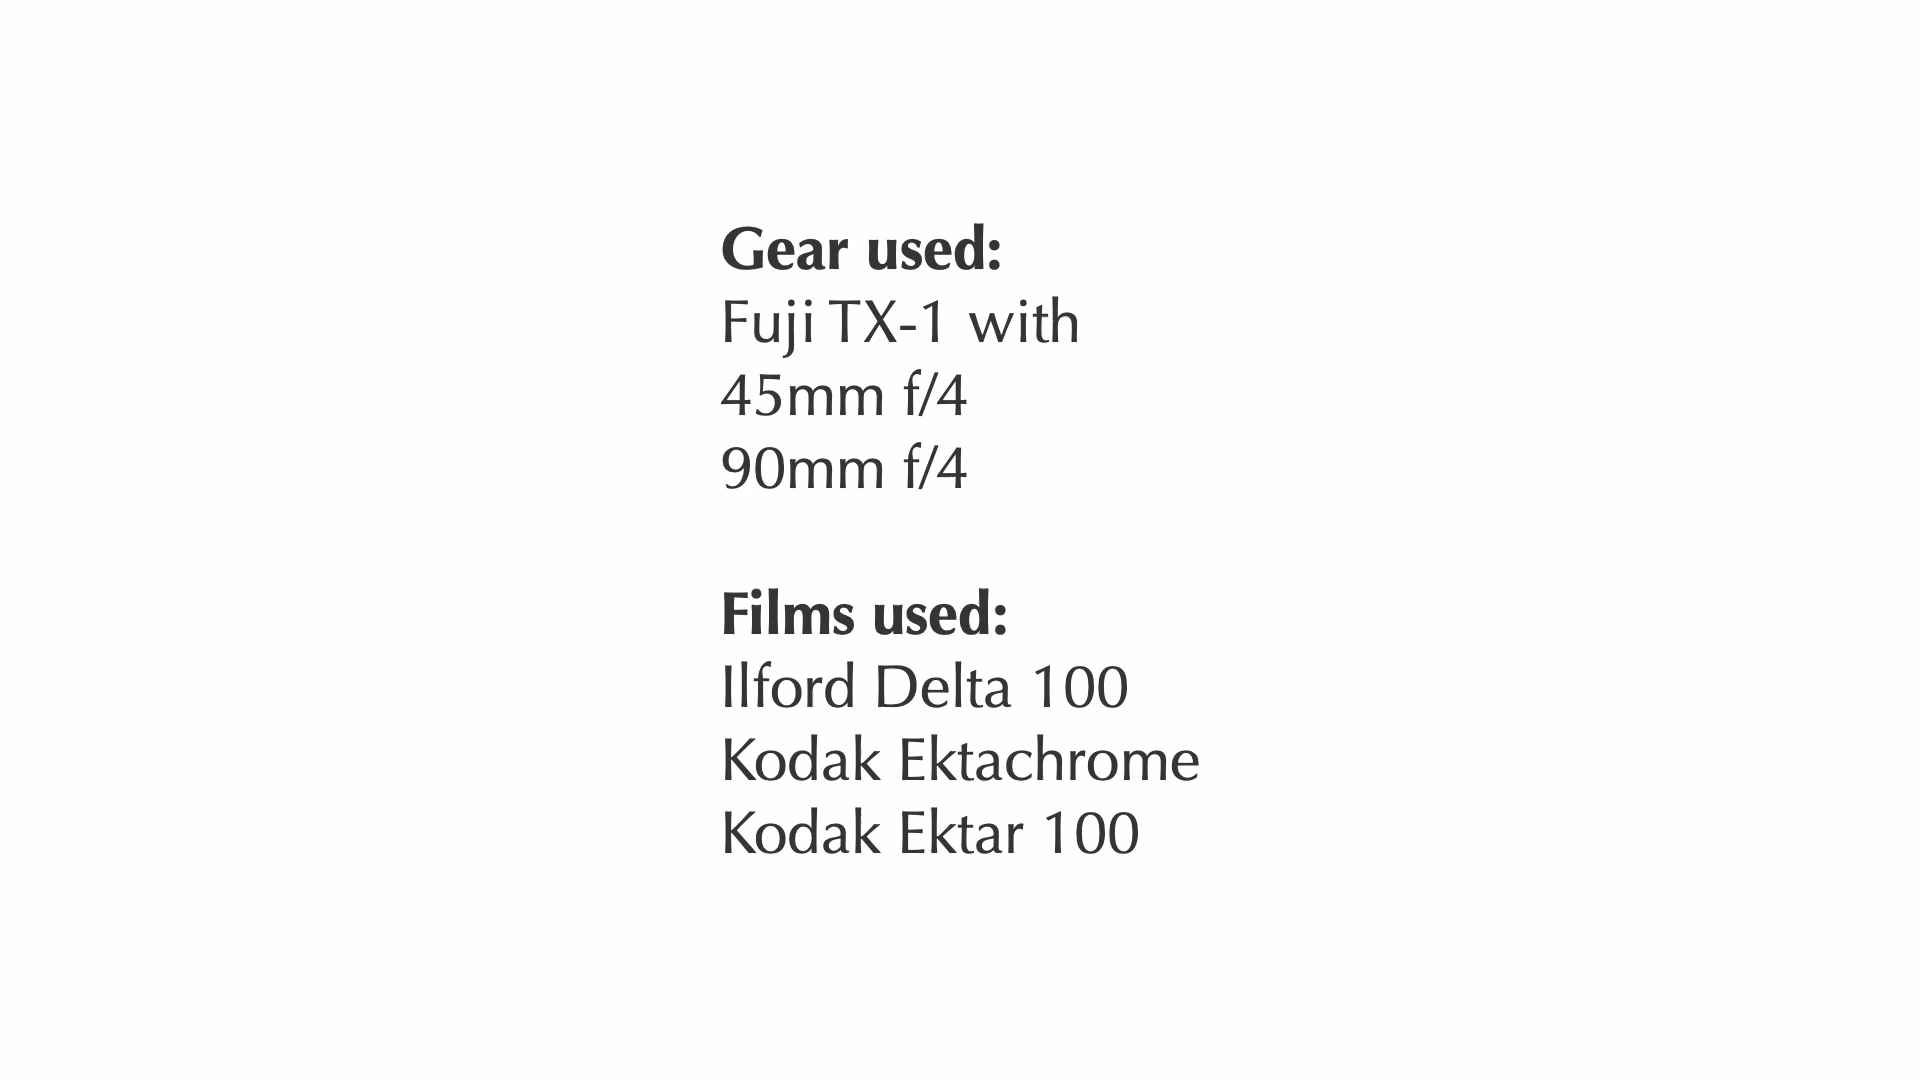 Gear used:
Fuji TX-1 with
45mm f/4
90mm f/4
Films used:
Ilford Delta 100
Kodak Ektachrome
Kodak Ektar 100